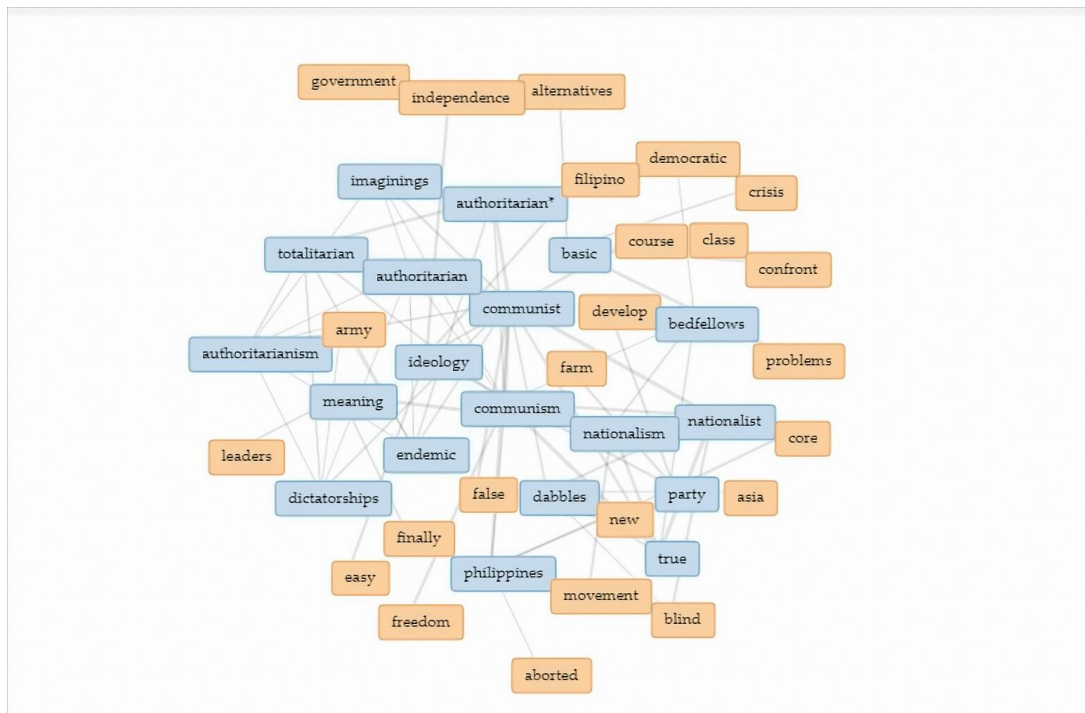 government
independence
alternatives
democratic
imaginings
filipino
crisis
authoritarian*
totalitarian
basic
course
class
confront
authoritarian
communist
develop
bedfellows
army
authoritarianism
ideology
farm
problems
meaning
communism
nationalism
nationalist
core
leaders
endemic
dictatorships
false
dabbles
party
asia
new
finally
true
easy
philippines
movement
blind
freedom
aborted